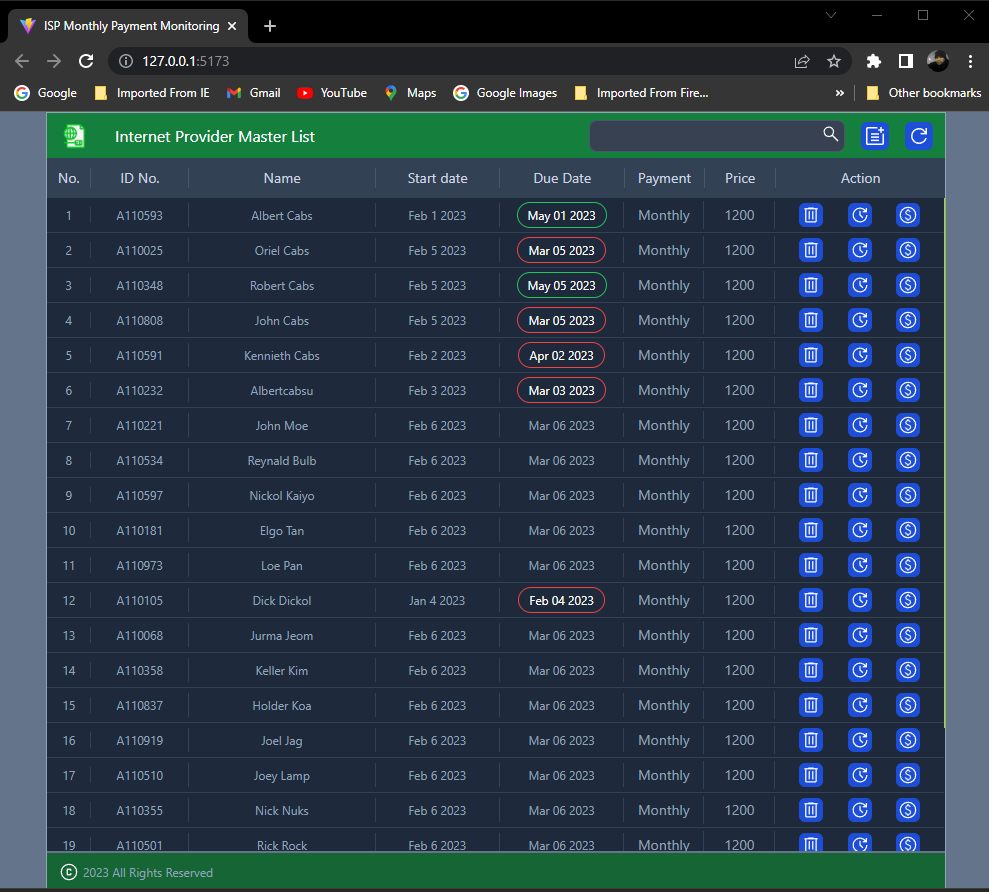 ISP Monthly Payment Monitoring
127.0.0.1:5173
Google Imported From IE Gmail YouTube Maps Google Images Imported From Fire... » Other bookmarks
Internet Provider Master List
No. ID No. Name Start date Due Date Payment Price Action
1 A110593 Albert Cabs Feb 1 2023 May 01 2023 Monthly 1200
2 A110025 Oriel Cabs Feb 5 2023 Mar 05 2023 Monthly 1200
3 A110348 Robert Cabs Feb 5 2023 May 05 2023 Monthly 1200
4 A110808 John Cabs Feb 5 2023 Mar 05 2023 Monthly 1200
5 A110591 Kennieth Cabs Feb 2 2023 Apr 02 2023 Monthly 1200
6 A110232 Albertcabsu Feb 3 2023 Mar 03 2023 Monthly 1200
7 A110221 John Moe Feb 6 2023 Mar 06 2023 Monthly 1200
8 A110534 Reynald Bulb Feb 6 2023 Mar 06 2023 Monthly 1200
9 A110597 Nickol Kaiyo Feb 6 2023 Mar 06 2023 Monthly 1200
10 A110181 Elgo Tan Feb 6 2023 Mar 06 2023 Monthly 1200
11 A110973 Loe Pan Feb 6 2023 Mar 06 2023 Monthly 1200
12 A110105 Dick Dickol Jan 4 2023 Feb 04 2023 Monthly 1200
13 A110068 Jurma Jeom Feb 6 2023 Mar 06 2023 Monthly 1200
14 A110358 Keller Kim Feb 6 2023 Mar 06 2023 Monthly 1200
15 A110837 Holder Koa Feb 6 2023 Mar 06 2023 Monthly 1200
16 A110919 Joel Jag Feb 6 2023 Mar 06 2023 Monthly 1200
17 A110510 Joey Lamp Feb 6 2023 Mar 06 2023 Monthly 1200
18 A110355 Nick Nuks Feb 6 2023 Mar 06 2023 Monthly 1200
19 A110501 Rick Rock Feb 6 2023 Mar 06 2023 Monthly 1200
© 2023 All Rights Reserved